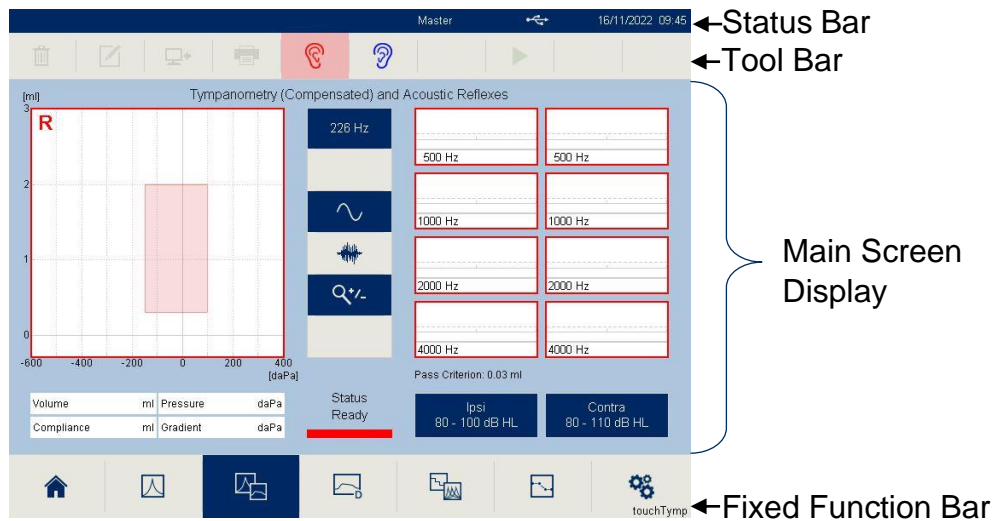 Master 16/11/2022 09:45
Status Bar
Tool Bar
Tympanometry (Compensated) and Acoustic Reflexes
[ml]
3
R
2
1
0
-600 -400 -200 0 200 400
[daPa]
226 Hz
+/-
500 Hz 500 Hz
1000 Hz 1000 Hz
2000 Hz 2000 Hz
4000 Hz 4000 Hz
Pass Criterion: 0.03 ml
Main Screen
Display
Volume ml Pressure daPa
Compliance ml Gradient daPa
Status
Ready
Ipsi
80 - 100 dB HL
Contra
80 - 110 dB HL
D
touchTymp
Fixed Function Bar